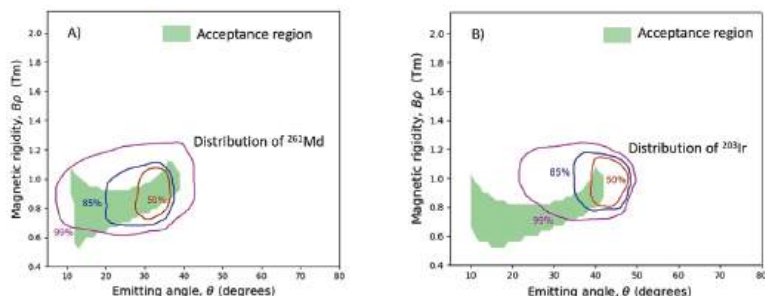 A)
Acceptance region
Distribution of ²⁶¹Md
50%
85%
99%
Magnetic rigidity, Bρ (Tm)
2.0
1.8
1.6
1.4
1.2
1.0
0.8
0.6
0.4
10 20 30 40 50 60 70 80
Emitting angle, θ (degrees)
B)
Acceptance region
Distribution of ²⁰³Ir
85%
50%
99%
Magnetic rigidity, Bρ (Tm)
2.0
1.8
1.6
1.4
1.2
1.0
0.8
0.6
0.4
10 20 30 40 50 60 70 80
Emitting angle, θ (degrees)